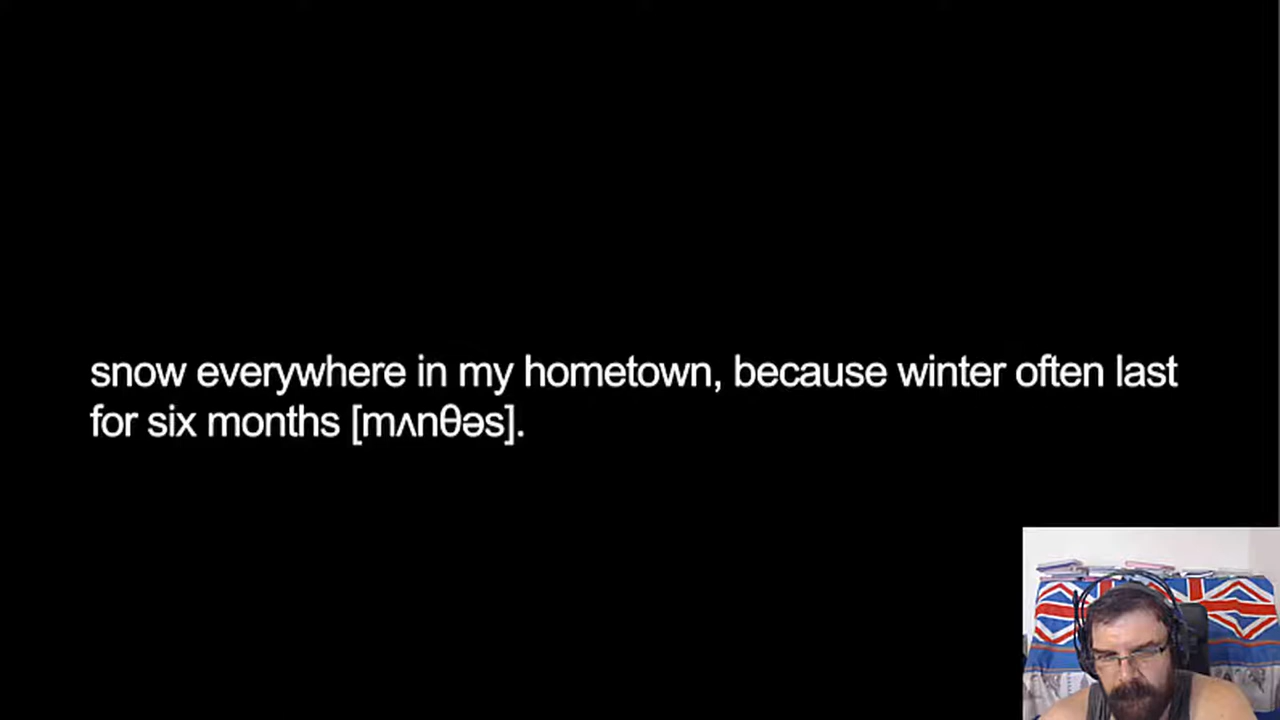 snow everywhere in my hometown, because winter often last
for six months [mʌnθəs].